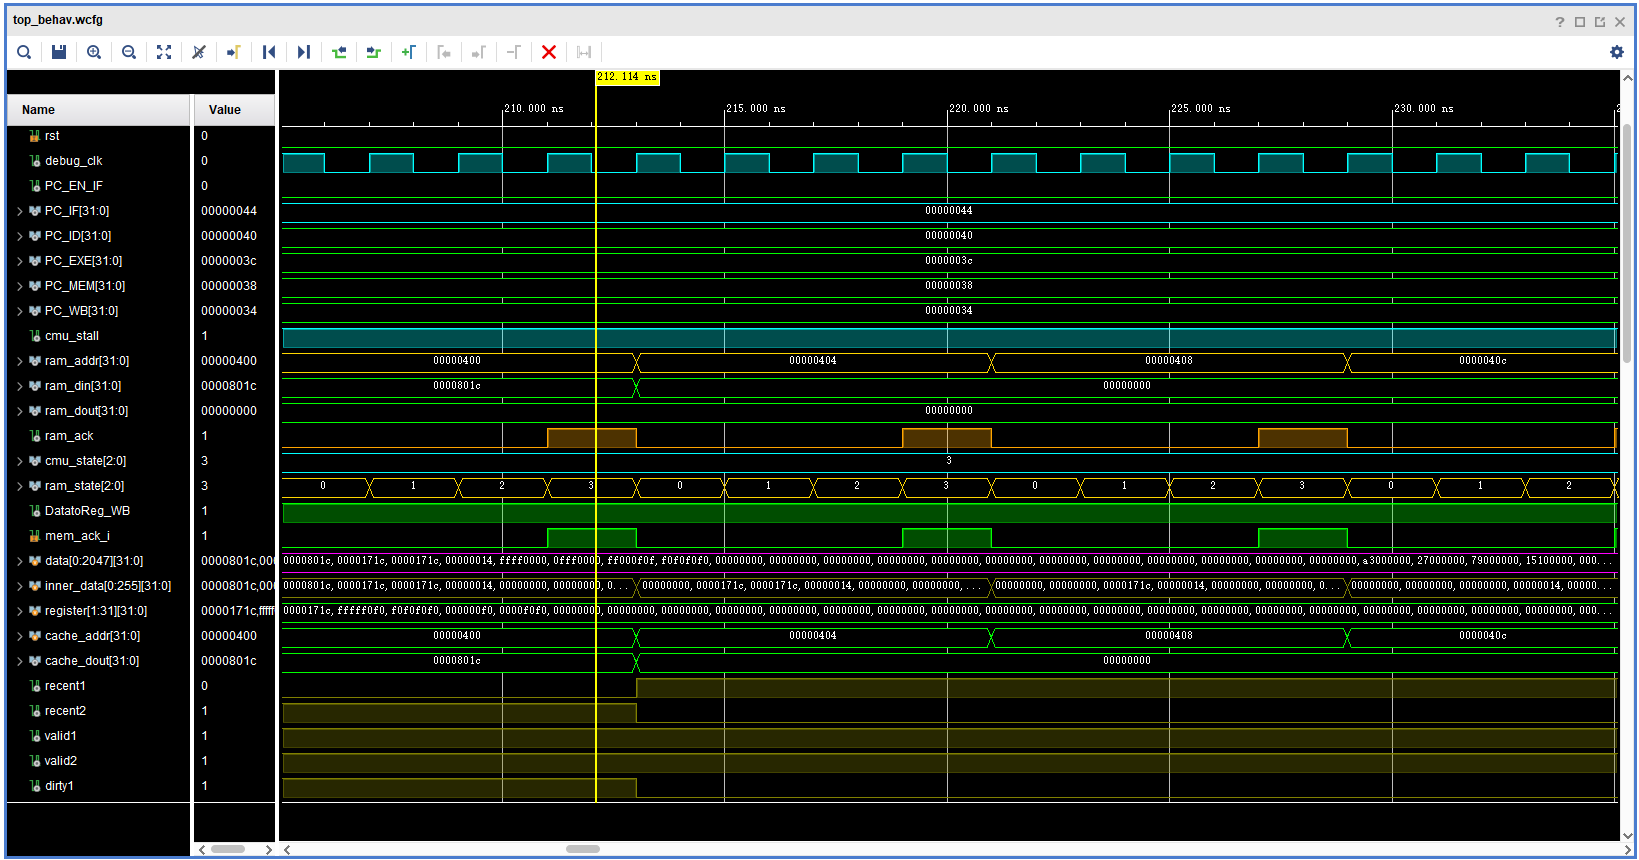 top_behav.wcfg
212.114 ns
Name Value
210.000 ns 215.000 ns 220.000 ns 225.000 ns 230.000 ns 2
rst 0
debug_clk 0
PC_EN_IF 0
PC_IF[31:0] 00000044 00000044
PC_ID[31:0] 00000040 00000040
PC_EXE[31:0] 0000003c 0000003c
PC_MEM[31:0] 00000038 00000038
PC_WB[31:0] 00000034 00000034
cmu_stall 1
ram_addr[31:0] 00000400 00000400 00000404 00000408 0000040c
ram_din[31:0] 0000801c 0000801c 00000000
ram_dout[31:0] 00000000 00000000
ram_ack 1
cmu_state[2:0] 3 3
ram_state[2:0] 3 0 1 2 3 0 1 2 3 0 1 2 3 0 1 2
DatatoReg_WB 1
mem_ack_i 1
data[0:2047][31:0] 0000801c,000 0000801c,0000171c,0000171c,00000014,ffff0000,0fff0000,ff000f0f,f0f0f0f0,00000000,00000000,00000000,00000000,00000000,00000000,00000000,00000000,a3000000,27000000,79000000,15100000,000...
inner_data[0:255][31:0] 0000801c,000 0000801c,0000171c,0000171c,00000014,00000000,00000000,0... 00000000,0000171c,0000171c,00000014,00000000,00000000,... 00000000,00000000,0000171c,00000014,00000000,00000000,0... 00000000,00000000,00000000,00000014,0000...
register[1:31][31:0] 0000171c,fffff 0000171c,fffff0f0,f0f0f0f0,000000f0,0000f0f0,00000000,00000000,00000000,00000000,00000000,00000000,00000000,00000000,00000000,00000000,00000000,00000000,00000000,00000000,00000000,000...
cache_addr[31:0] 00000400 00000400 00000404 00000408 0000040c
cache_dout[31:0] 0000801c 0000801c 00000000
recent1 0
recent2 1
valid1 1
valid2 1
dirty1 1